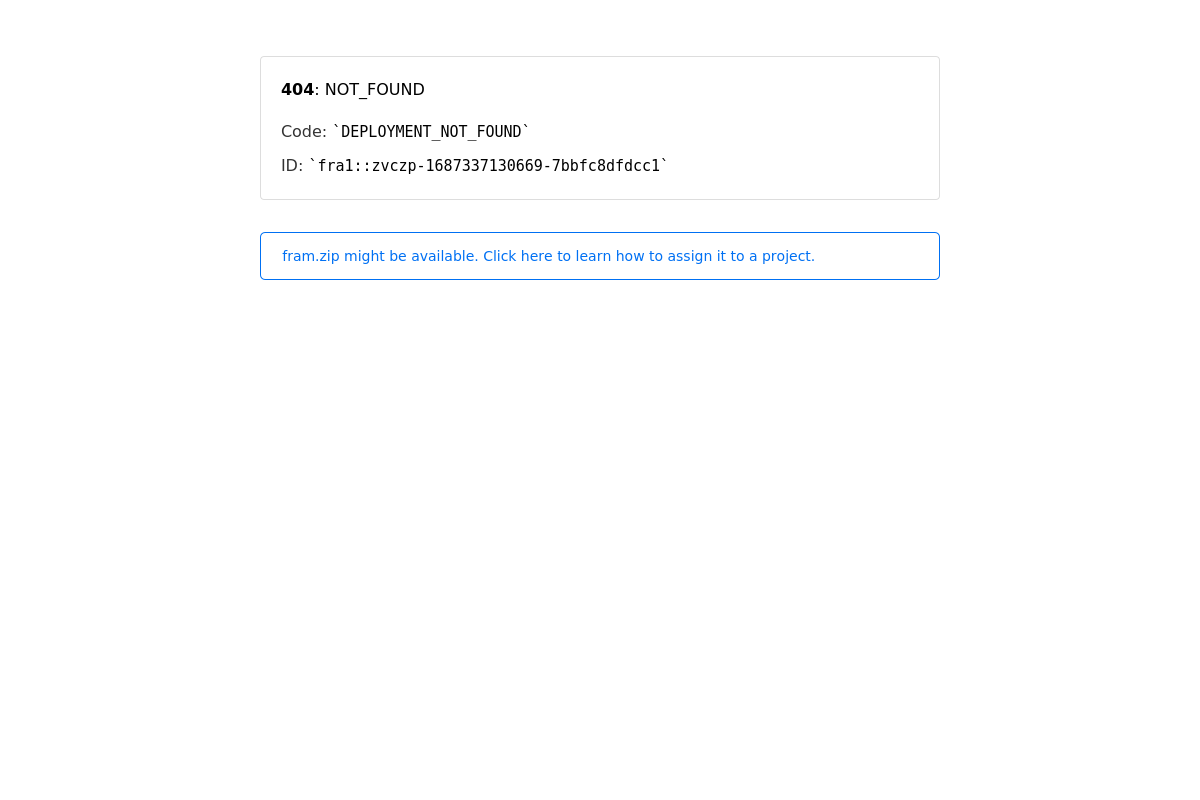 404: NOT_FOUND
Code: `DEPLOYMENT_NOT_FOUND`
ID: `fra1::zvczp-1687337130669-7bbfc8dfdcc1`
fram.zip might be available. Click here to learn how to assign it to a project.